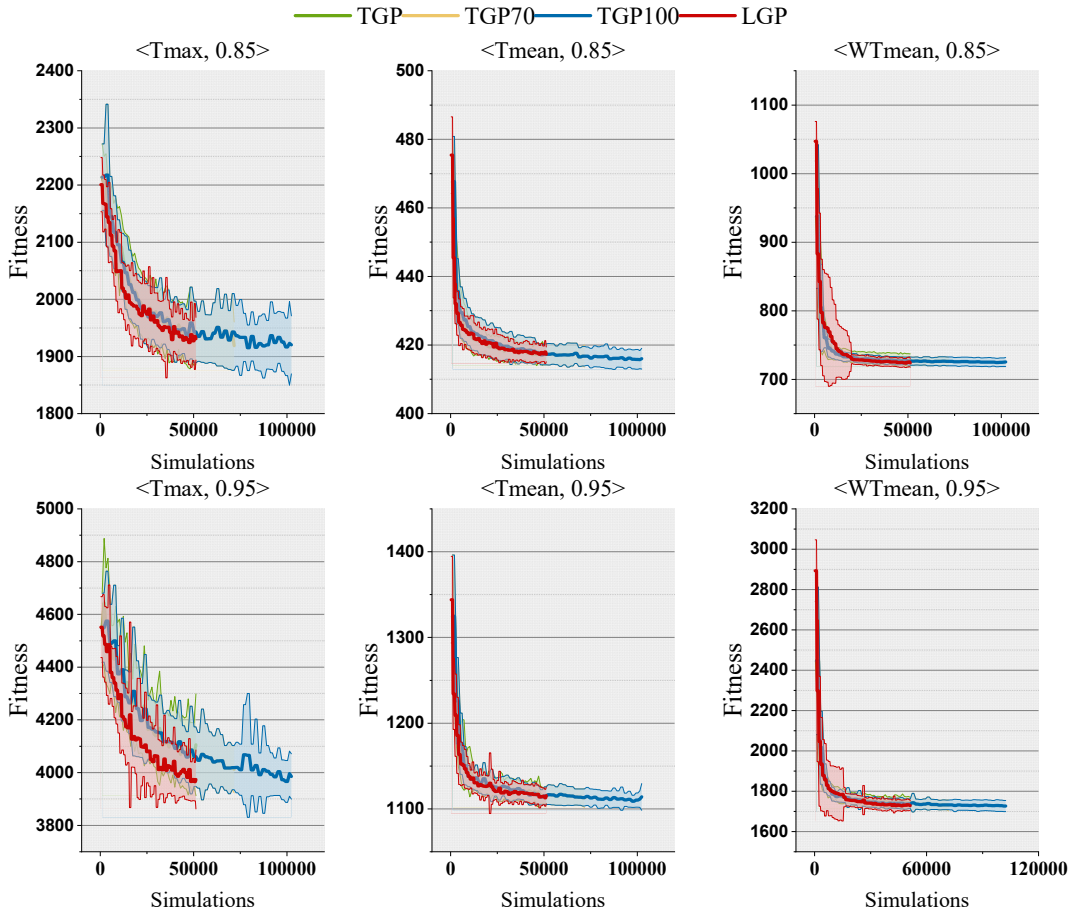 TGP TGP70 TGP100 LGP
<Tmax, 0.85> <Tmean, 0.85> <WTmean, 0.85>
Fitness
2400
2300
2200
2100
2000
1900
1800
0 50000 100000
Simulations
Fitness
500
480
460
440
420
400
0 50000 100000
Simulations
Fitness
1100
1000
900
800
700
0 50000 100000
Simulations
<Tmax, 0.95> <Tmean, 0.95> <WTmean, 0.95>
Fitness
5000
4800
4600
4400
4200
4000
3800
0 50000 100000
Simulations
Fitness
1400
1300
1200
1100
0 50000 100000
Simulations
Fitness
3200
3000
2800
2600
2400
2200
2000
1800
1600
0 60000 120000
Simulations